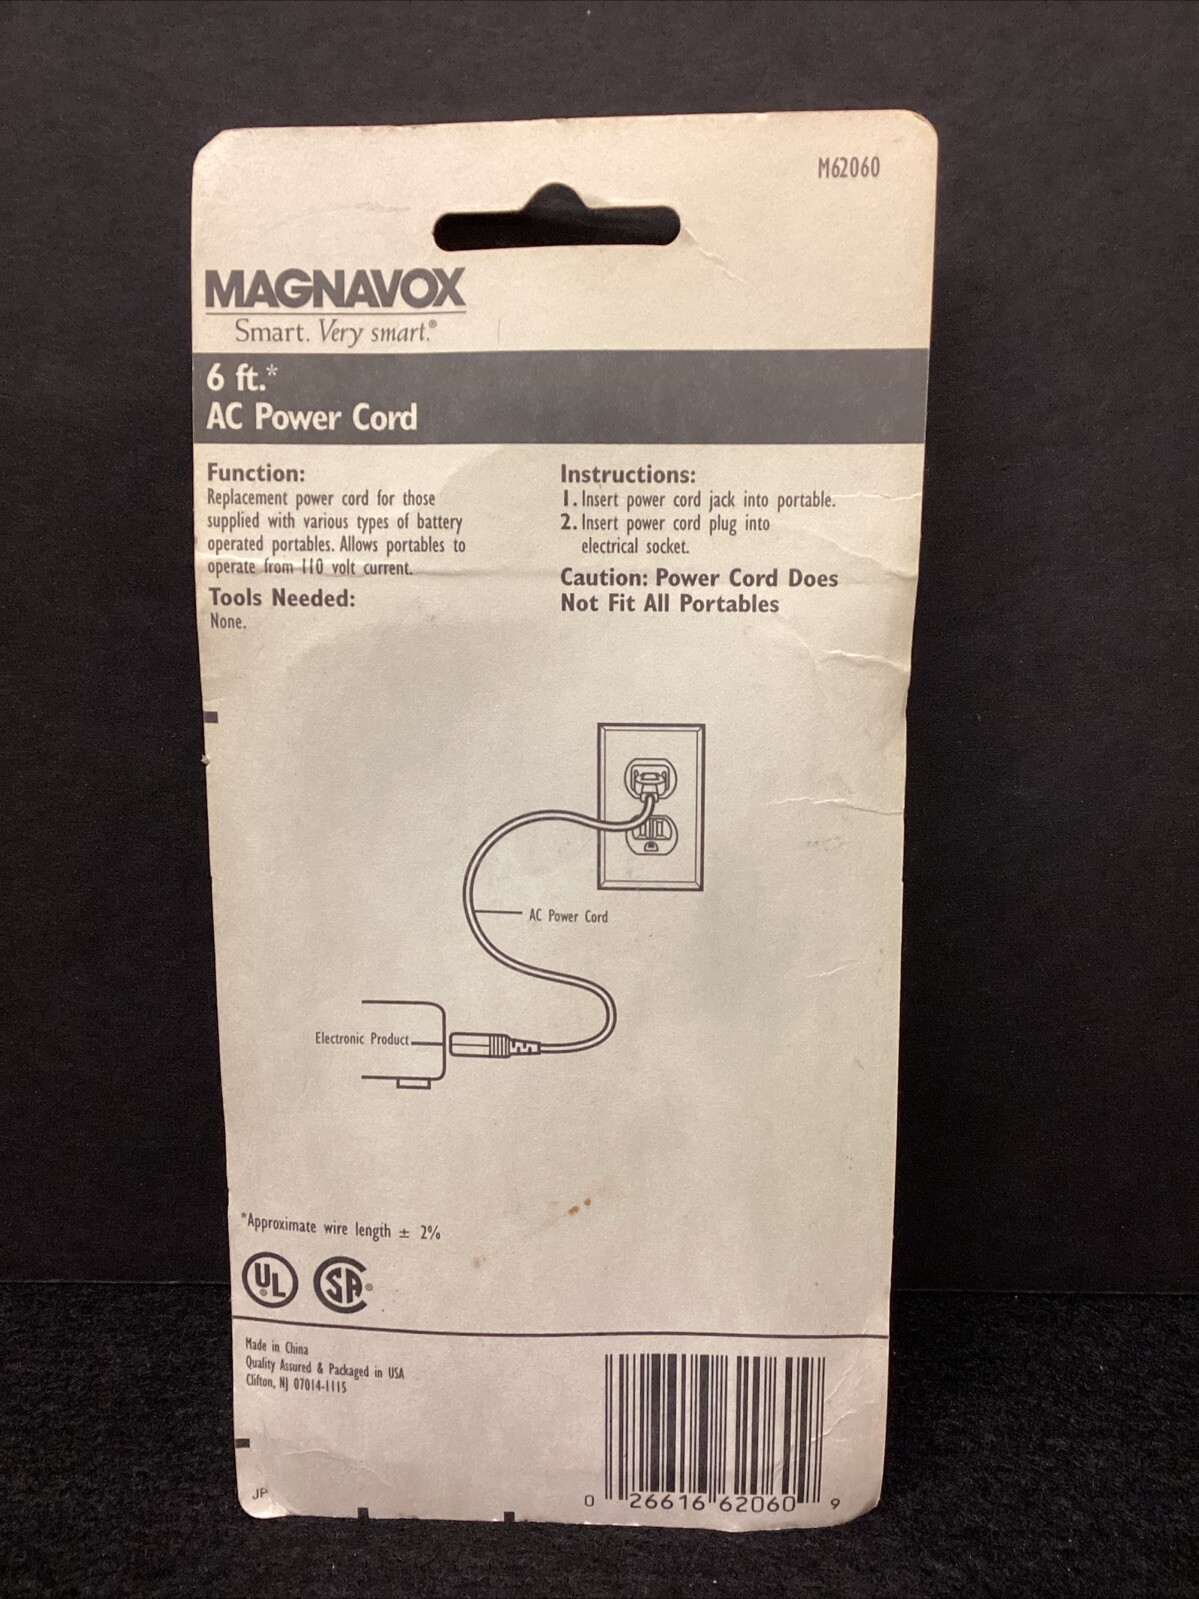 M62060
MAGNAVOX
Smart. Very smart.®
6 ft.*
AC Power Cord
Function:
Replacement power cord for those
supplied with various types of battery
operated portables. Allows portables to
operate from 110 volt current.
Tools Needed:
None.
Instructions:
1. Insert power cord jack into portable.
2. Insert power cord plug into
electrical socket.
Caution: Power Cord Does
Not Fit All Portables
AC Power Cord
Electronic Product
*Approximate wire length ± 2%
UL® SA®
Made in China
Quality Assured & Packaged in USA
Clifton, NJ 07014-1115
JP
0 26616 62060 9